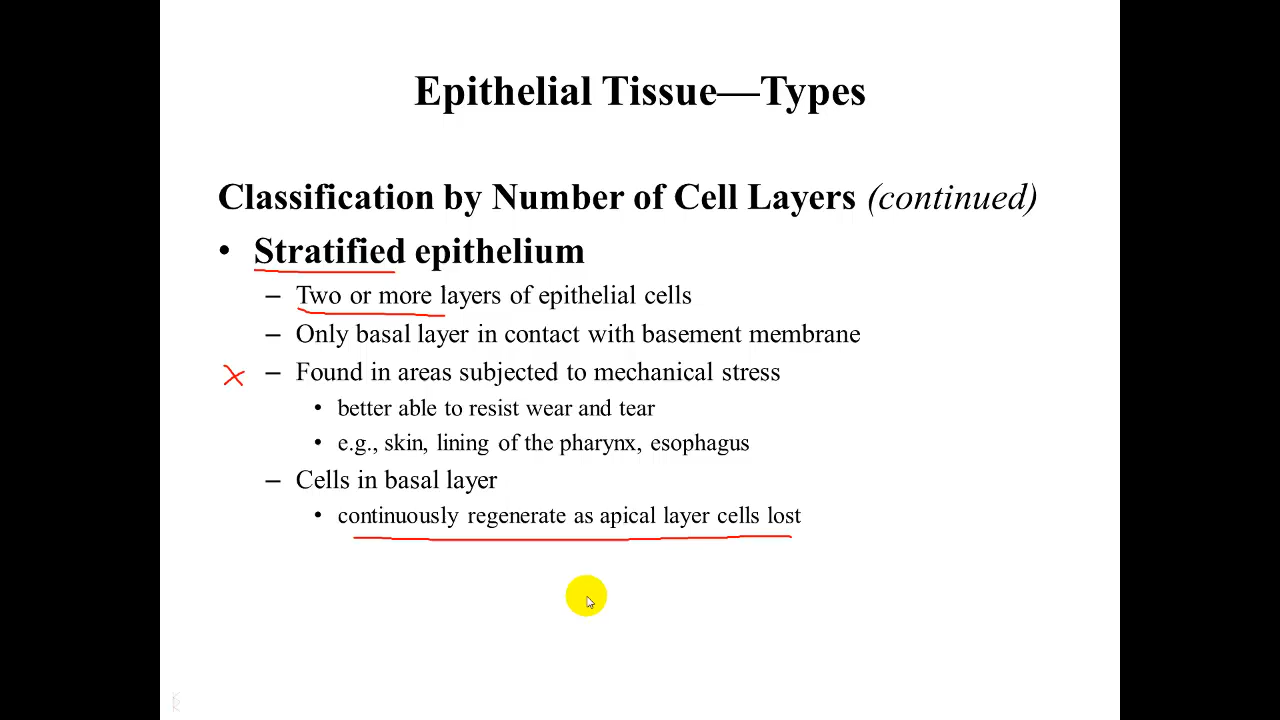 Epithelial Tissue—Types
Classification by Number of Cell Layers (continued)
• Stratified epithelium
– Two or more layers of epithelial cells
– Only basal layer in contact with basement membrane
– Found in areas subjected to mechanical stress
• better able to resist wear and tear
• e.g., skin, lining of the pharynx, esophagus
– Cells in basal layer
• continuously regenerate as apical layer cells lost